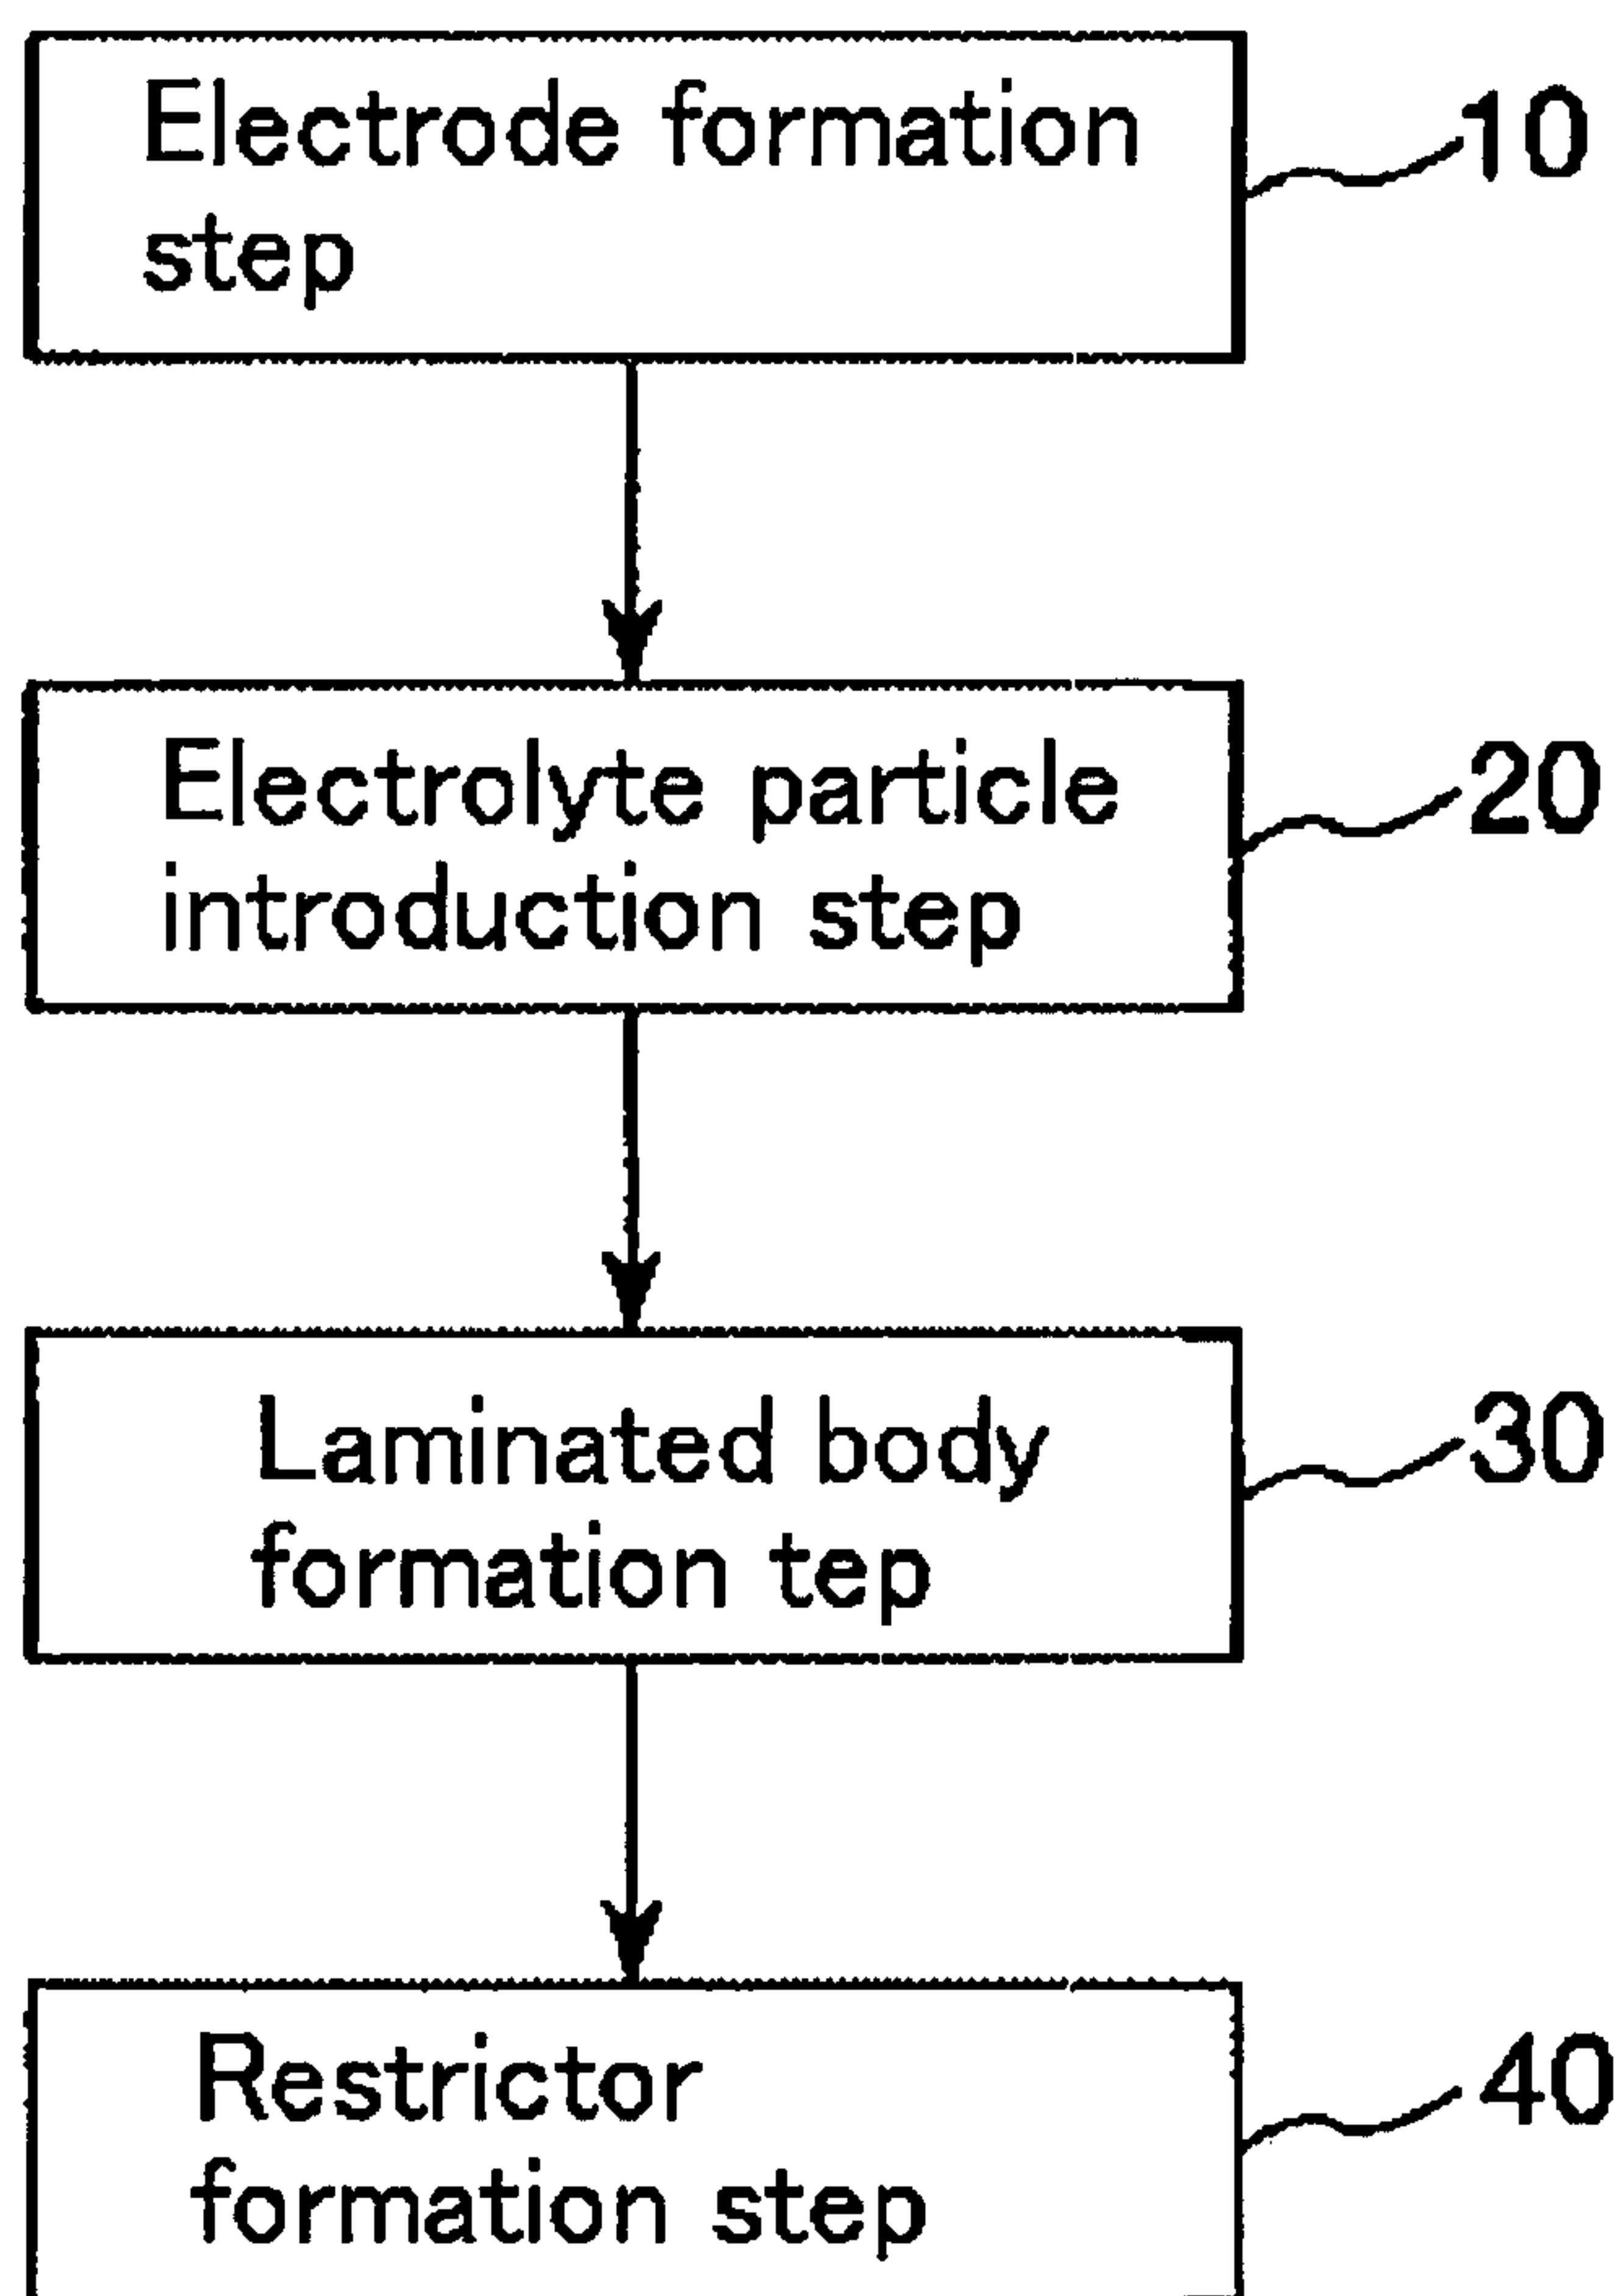 Electrode formation
step
10
Electrolyte particle
introduction step
20
Laminated body
formation tep
30
Restrictor
formation step
40